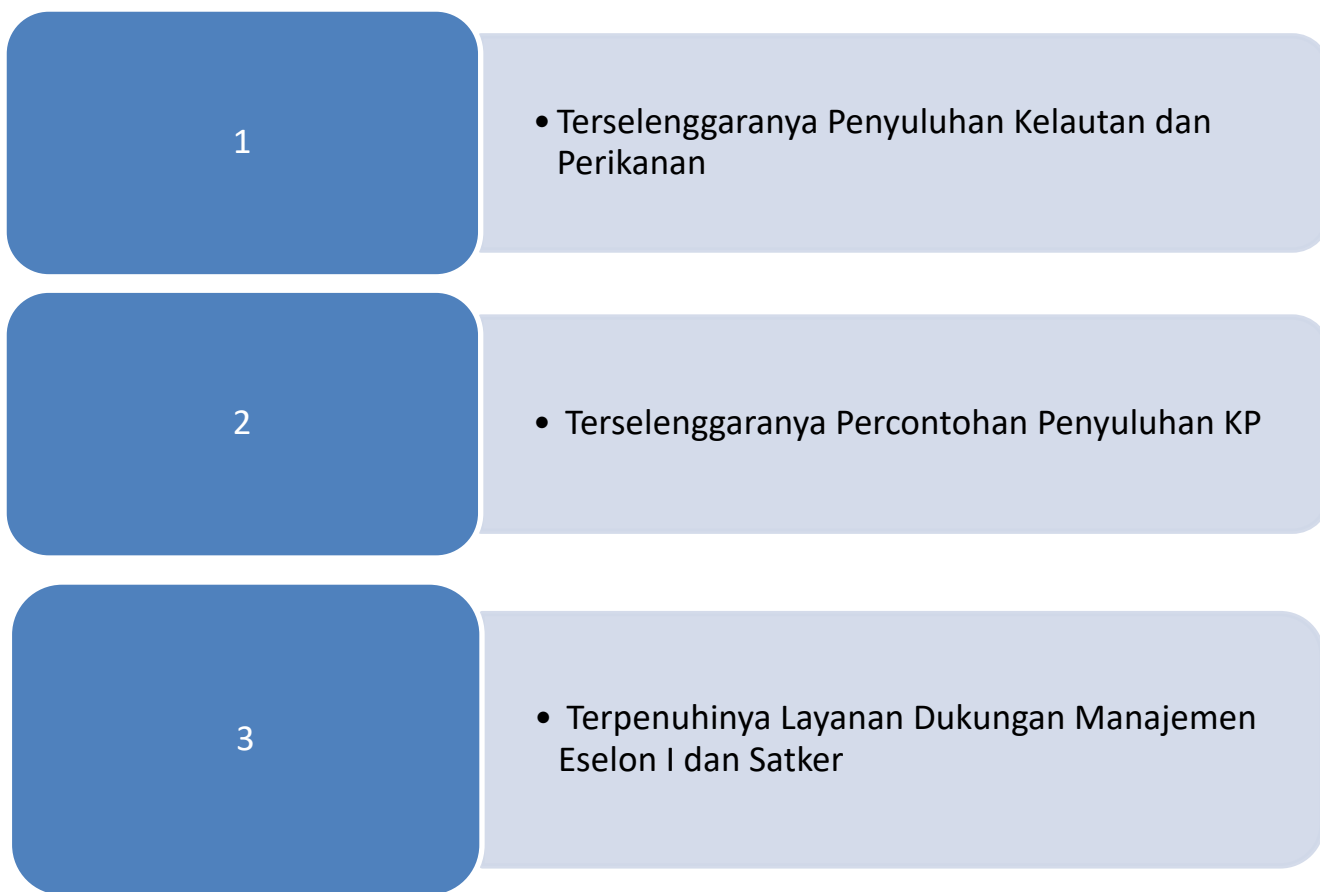 1
• Terselenggaranya Penyuluhan Kelautan dan
Perikanan
2
• Terselenggaranya Percontohan Penyuluhan KP
3
• Terpenuhinya Layanan Dukungan Manajemen
Eselon I dan Satker